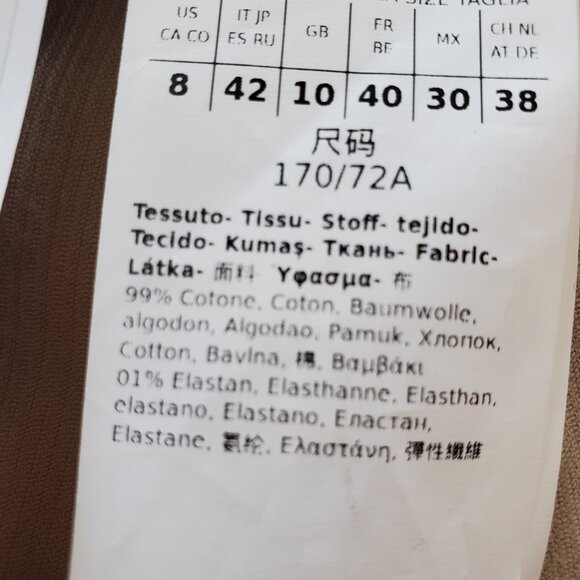 SIZE TAGLIA
US IT JP GB FR MX CH NL
CA CO ES RU BE AT DE
8 42 10 40 30 38
尺码
170/72A
Tessuto- Tissu- Stoff- tejido-
Tecido- Kumaş- Ткань- Fabric-
Látka- 面料 Ύφασμα- 布
99% Cotone, Coton, Baumwolle,
algodon, Algodao, Pamuk, Хлопок,
Cotton, Bavlna, 棉, Βαμβάκι
01% Elastan, Elasthanne, Elasthan,
elastano, Elastano, Еластан,
Elastane, 氨纶, Ελαστάνη, 彈性纖維